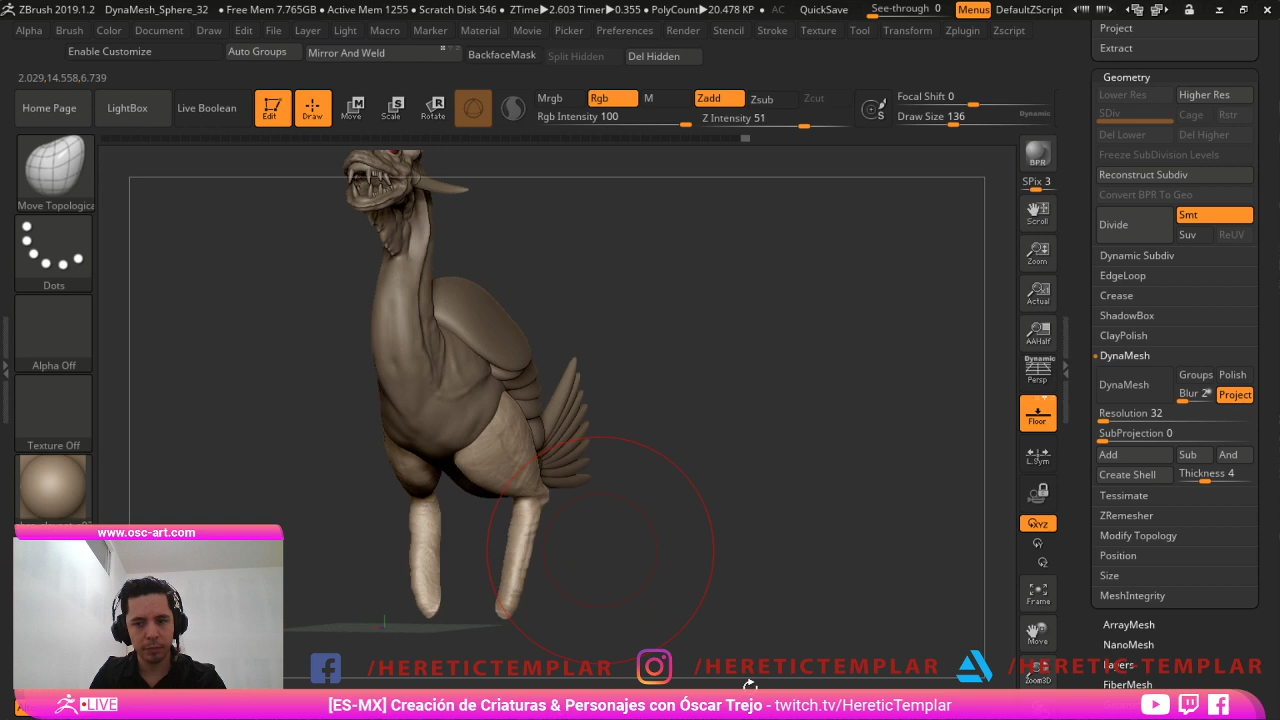 ZBrush 2019.1.2 DynaMesh_Sphere_32 • Free Mem 7.765GB • Active Mem 1255 • Scratch Disk 546 • ZTime▶2.603 Timer▶0.355 • PolyCount▶20.478 KP • AC QuickSave See-through 0 Menus DefaultZScript
Alpha Brush Color Document Draw Edit File Layer Light Macro Marker Material Movie Picker Preferences Render Stencil Stroke Texture Tool Transform Zplugin Zscript
Enable Customize Auto Groups Mirror And Weld BackfaceMask Split Hidden Del Hidden
2.029,14.558,6.739
Home Page LightBox Live Boolean Edit Draw Move Scale Rotate
Mrgb Rgb M Zadd Zsub Zcut Focal Shift 0
Rgb Intensity 100 Z Intensity 51 Draw Size 136 Dynamic
Move Topologica
Dots
Alpha Off
Texture Off
BPR
SPix 3
Scroll
Zoom
Actual
AAHalf
Dynamic
Persp
Floor
L.Sym
XYZ
Frame
Move
Zoom3D
Project
Extract
Geometry
Lower Res Higher Res
SDiv Cage Rstr
Del Lower Del Higher
Freeze SubDivision Levels
Reconstruct Subdiv
Convert BPR To Geo
Divide Smt
Suv ReUV
Dynamic Subdiv
EdgeLoop
Crease
ShadowBox
ClayPolish
DynaMesh
DynaMesh Groups Polish
Blur 2 Project
Resolution 32
SubProjection 0
Add Sub And
Create Shell Thickness 4
Tessimate
ZRemesher
Modify Topology
Position
Size
MeshIntegrity
ArrayMesh
NanoMesh
Layers
FiberMesh
www.osc-art.com
/HERETICTEMPLAR /HERETICTEMPLAR /HERETIC-TEMPLAR
LIVE [ES-MX] Creación de Criaturas & Personajes con Óscar Trejo - twitch.tv/HereticTemplar